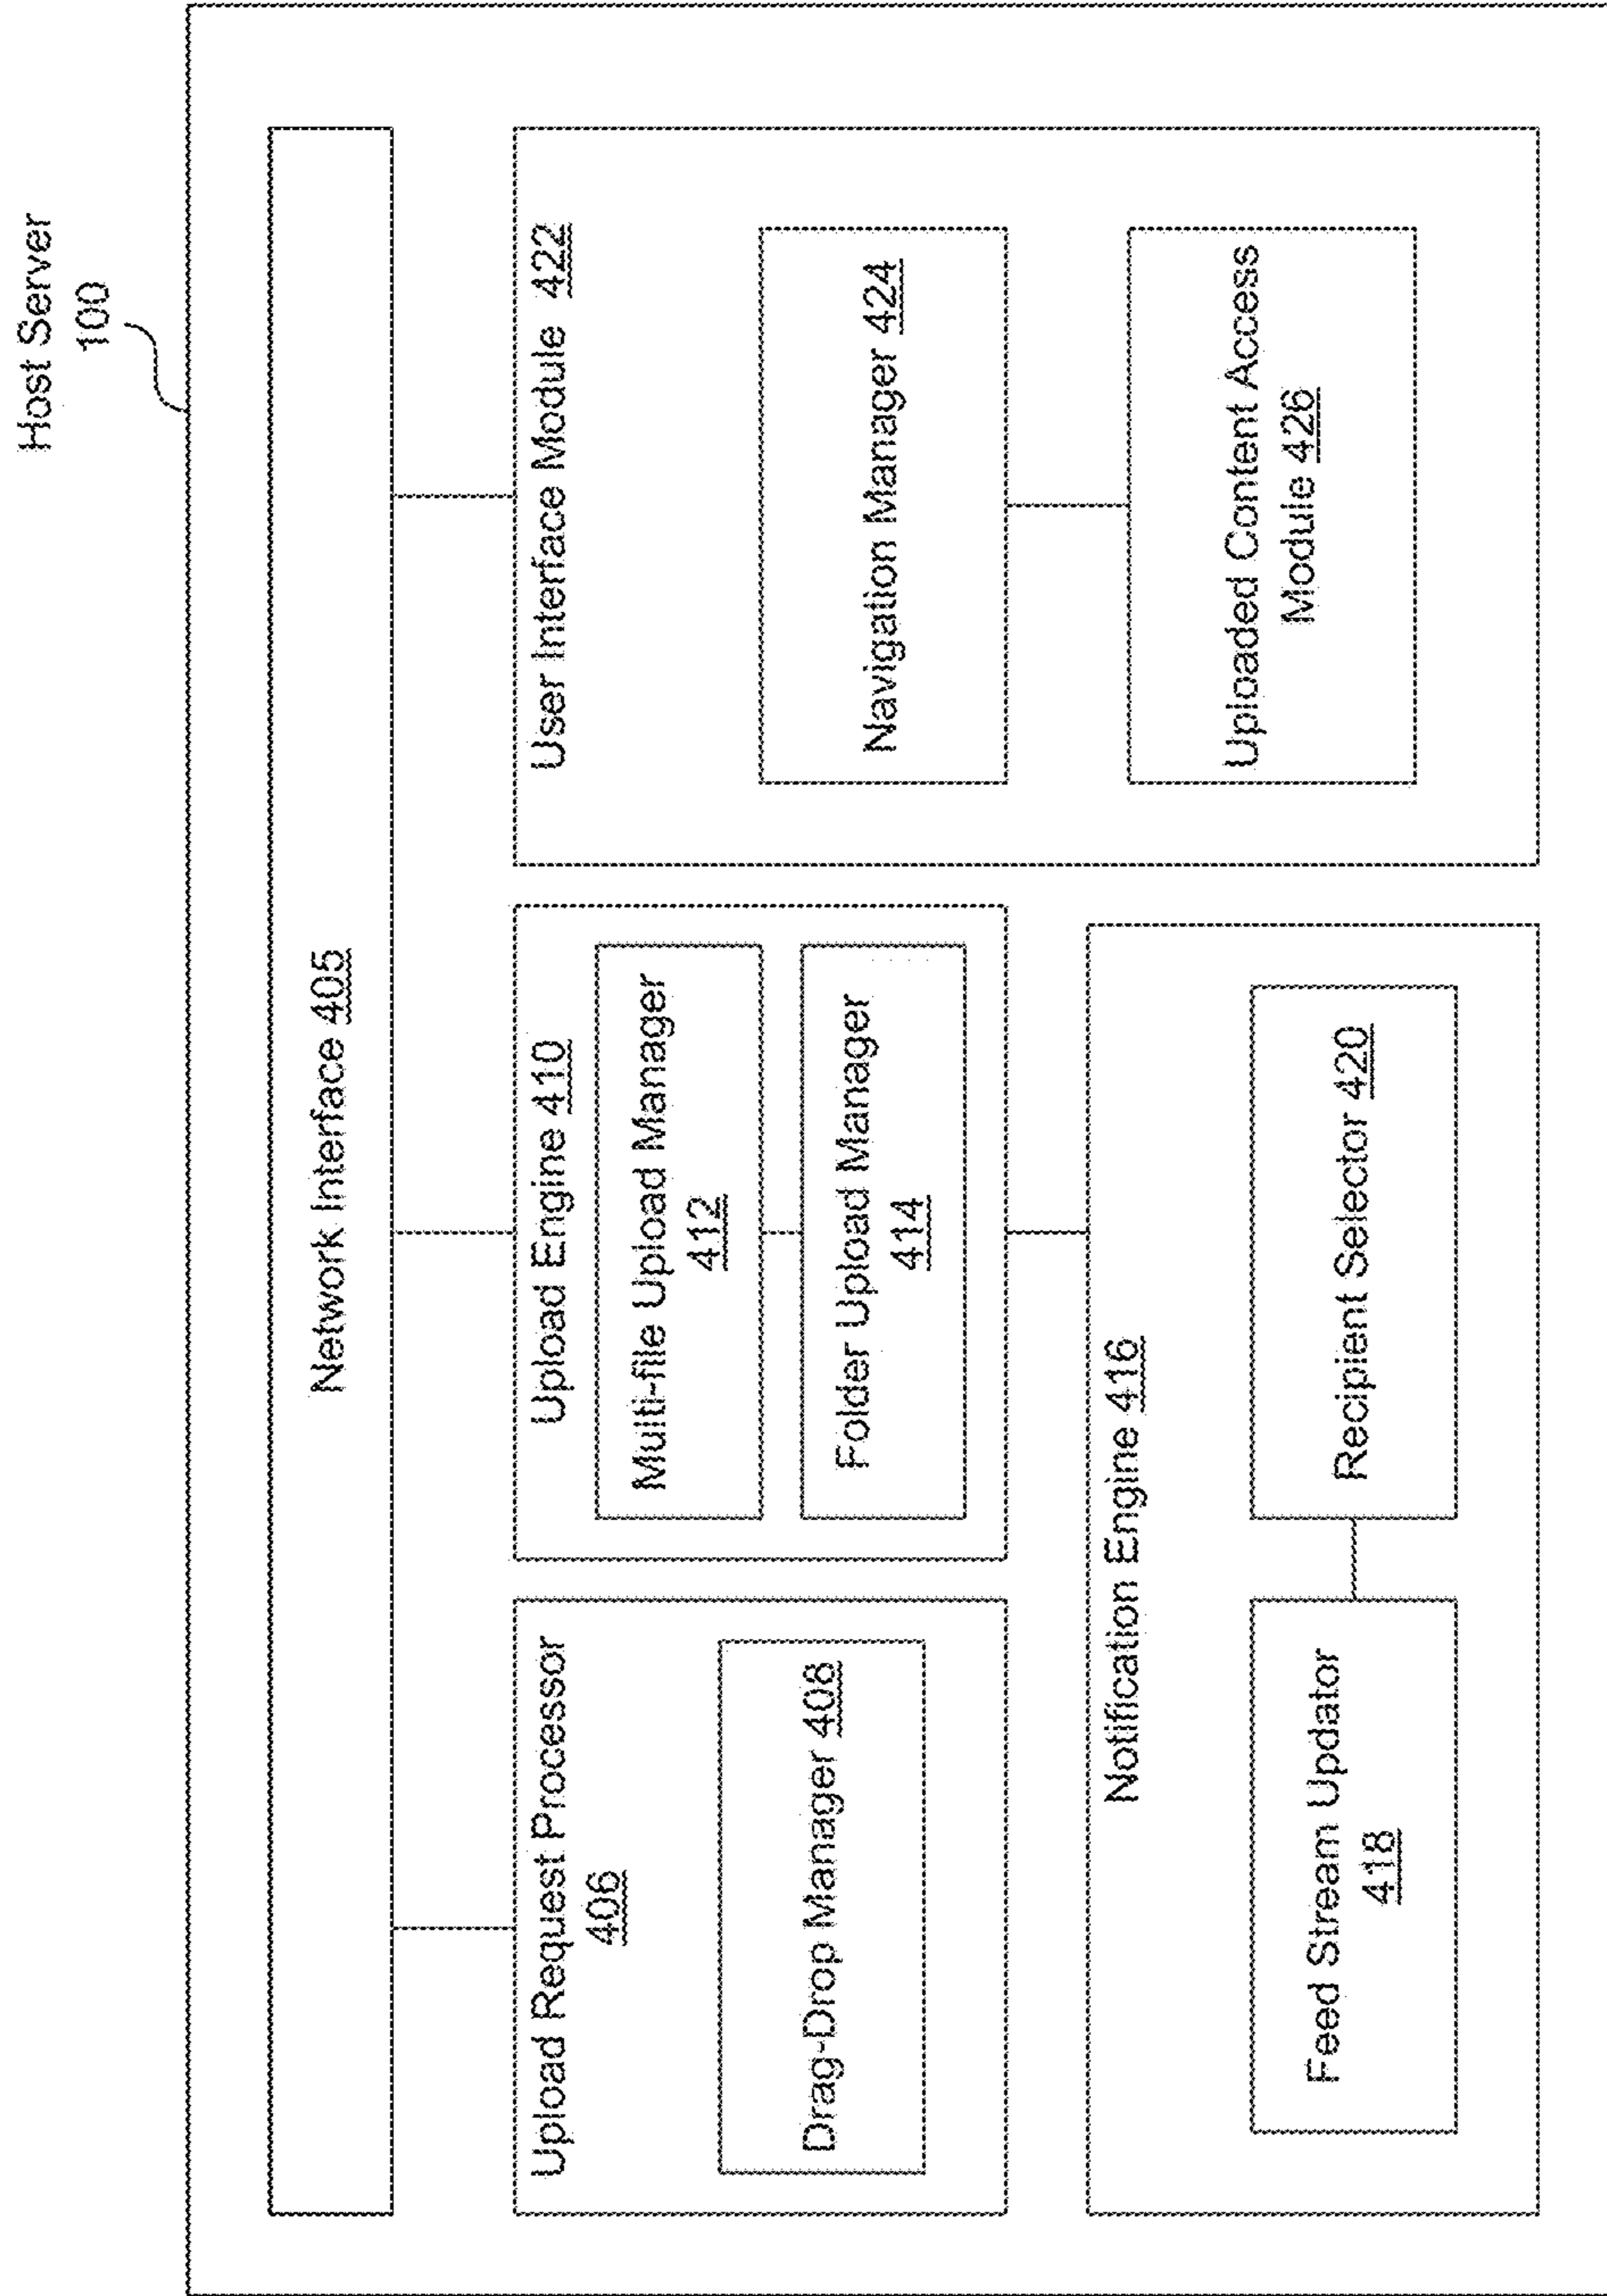 Host Server
100
Network Interface 405
Upload Request Processor
406
Drag-Drop Manager 408
Upload Engine 410
Multi-file Upload Manager
412
Folder Upload Manager
414
User Interface Module 422
Navigation Manager 424
Uploaded Content Access
Module 426
Notification Engine 416
Feed Stream Updator
418
Recipient Selector 420